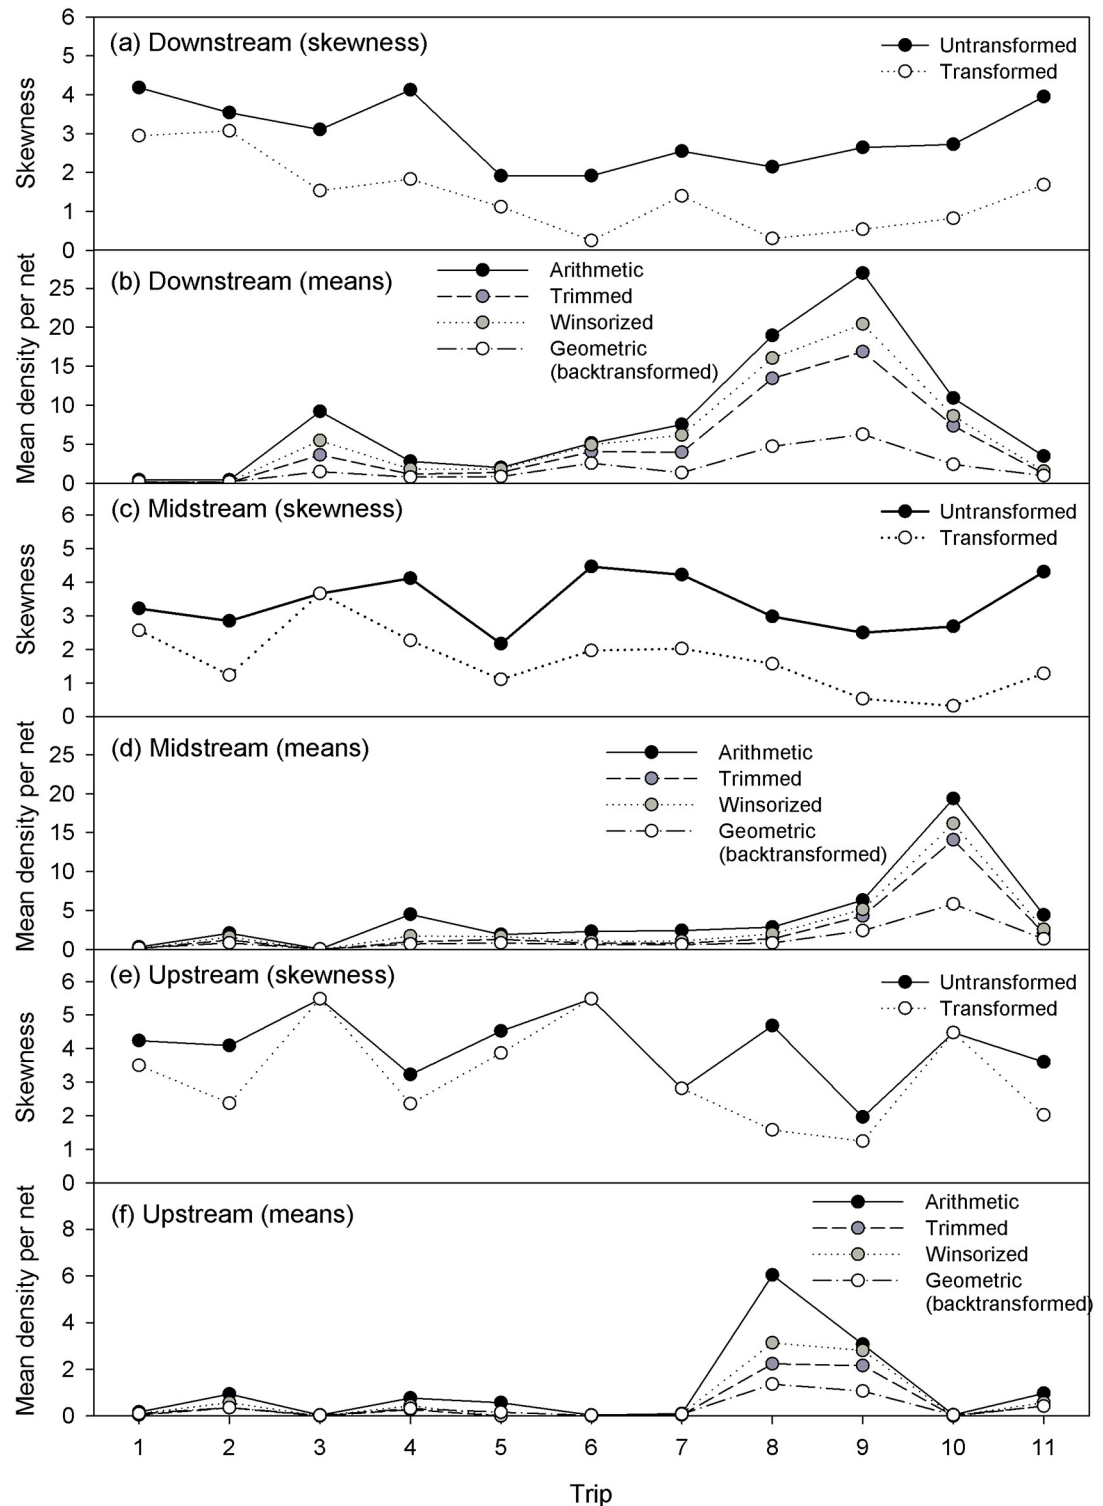 6
5
4
3
2
1
0
Skewness
(a) Downstream (skewness)
Untransformed
Transformed
25
20
15
10
5
0
Mean density per net
(b) Downstream (means)
Arithmetic
Trimmed
Winsorized
Geometric
(backtransformed)
6
5
4
3
2
1
0
Skewness
(c) Midstream (skewness)
Untransformed
Transformed
25
20
15
10
5
0
Mean density per net
(d) Midstream (means)
Arithmetic
Trimmed
Winsorized
Geometric
(backtransformed)
6
5
4
3
2
1
0
Skewness
(e) Upstream (skewness)
Untransformed
Transformed
8
6
4
2
0
Mean density per net
(f) Upstream (means)
Arithmetic
Trimmed
Winsorized
Geometric
(backtransformed)
1 2 3 4 5 6 7 8 9 10 11
Trip